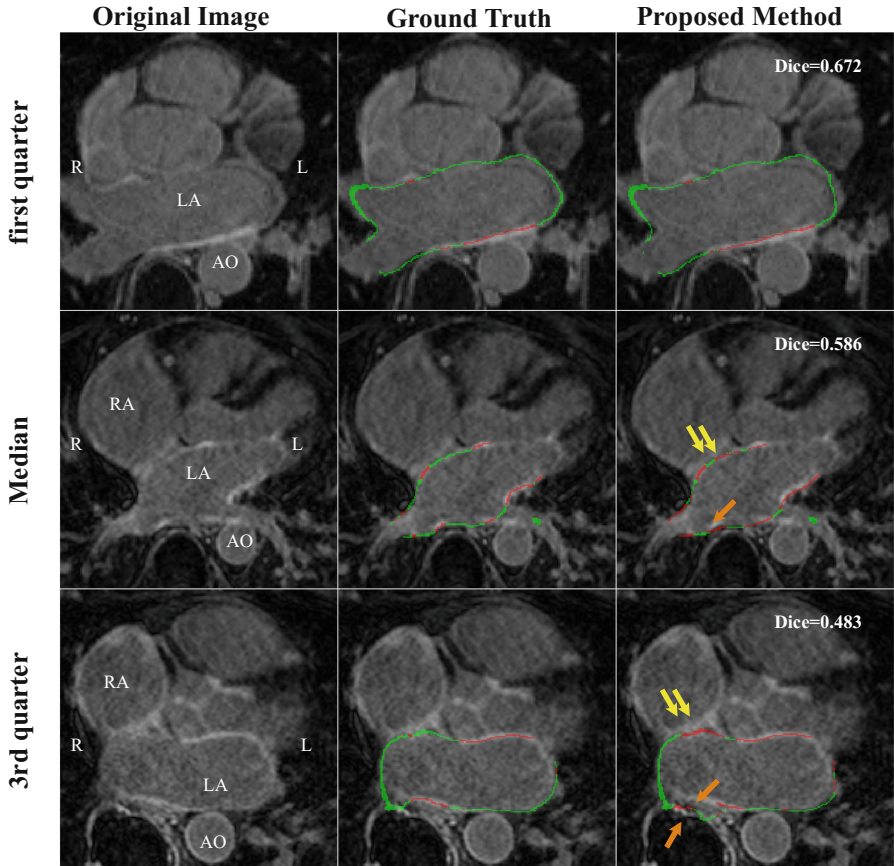 Original Image Ground Truth Proposed Method
first quarter
R LA L
AO
Dice=0.672
Median
RA
R LA L
AO
Dice=0.586
3rd quarter
RA
R L
LA
AO
Dice=0.483